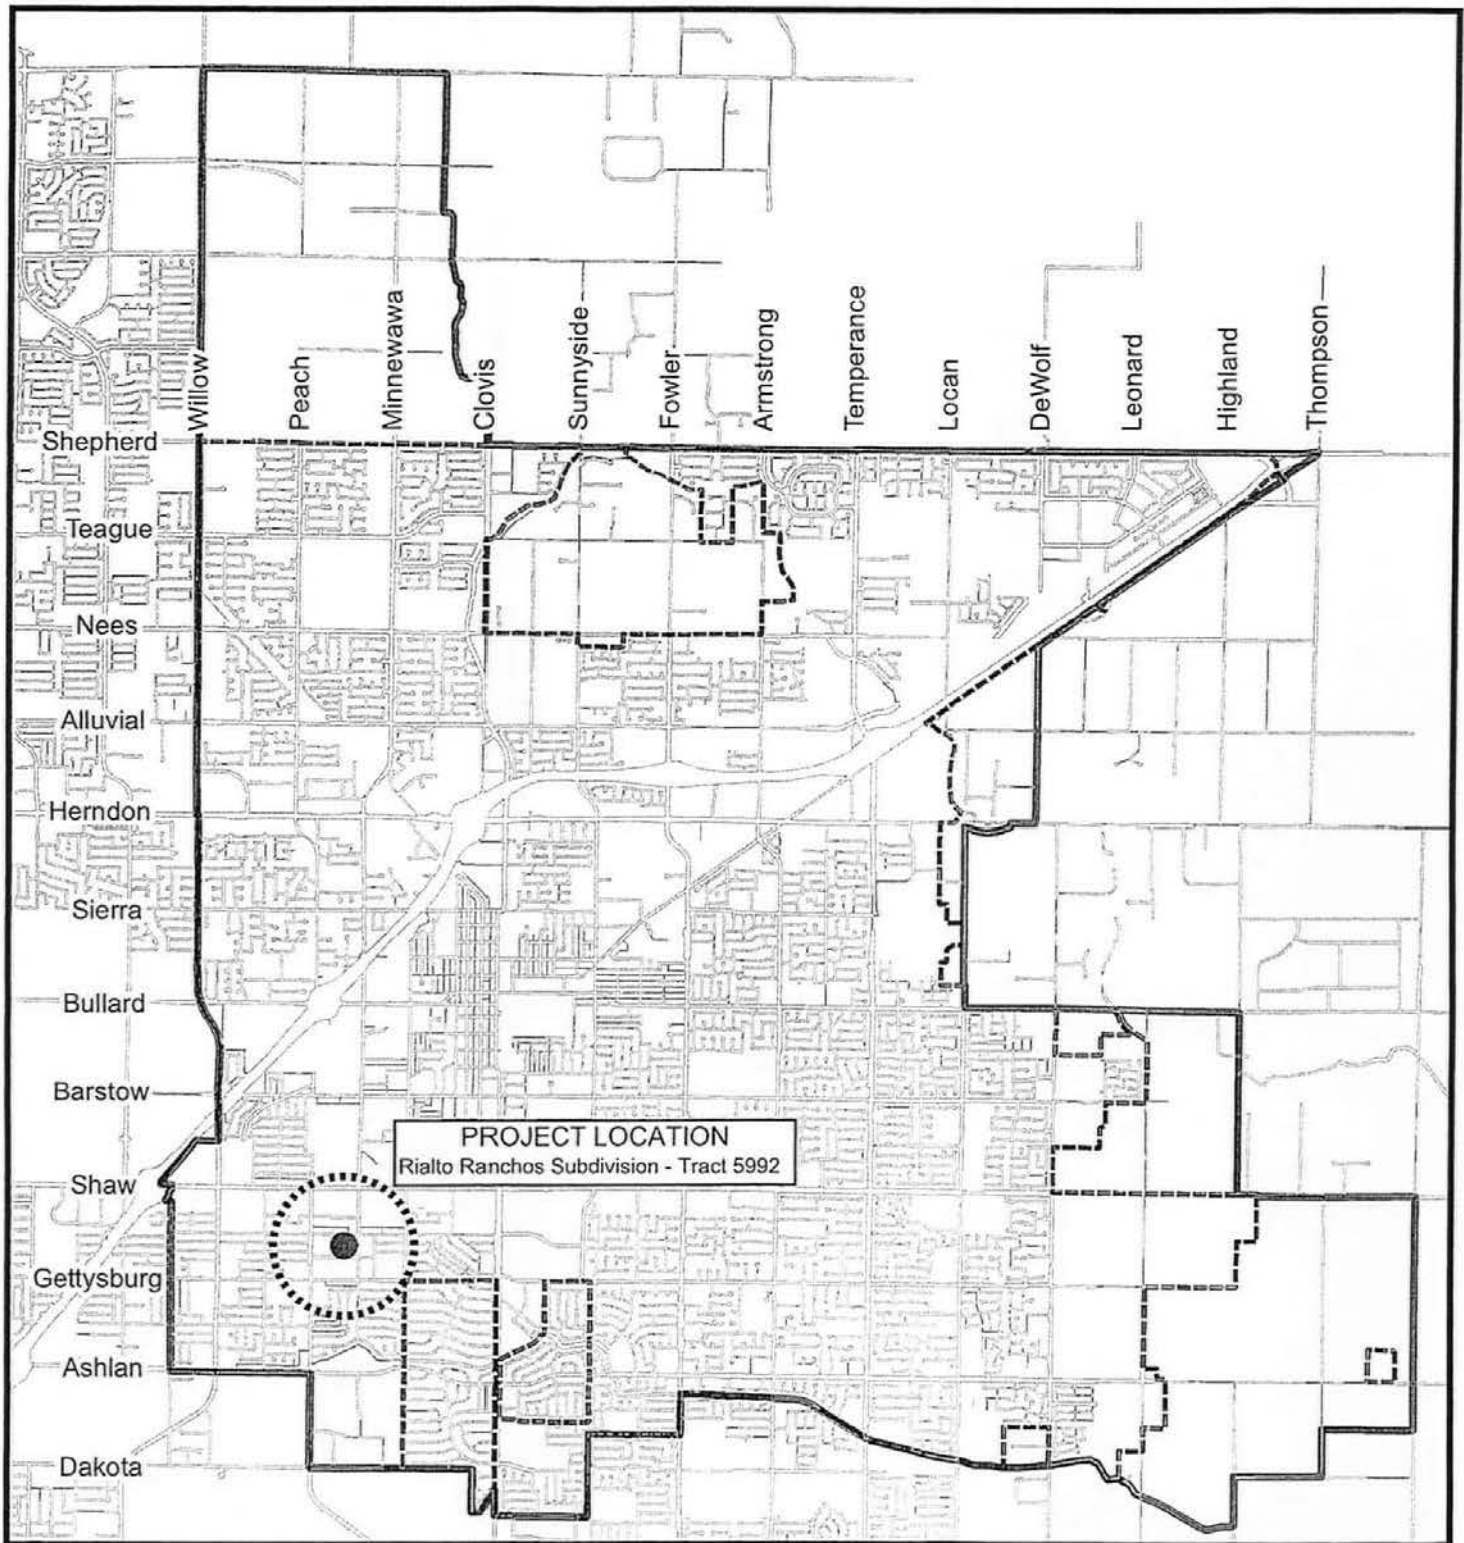 Willow
Peach
Minnewawa
Clovis
Sunnyside
Fowler
Armstrong
Temperance
Locan
DeWolf
Leonard
Highland
Thompson
Shepherd
Teague
Nees
Alluvial
Herndon
Sierra
Bullard
Barstow
PROJECT LOCATION
Rialto Ranchos Subdivision - Tract 5992
Shaw
Gettysburg
Ashlan
Dakota